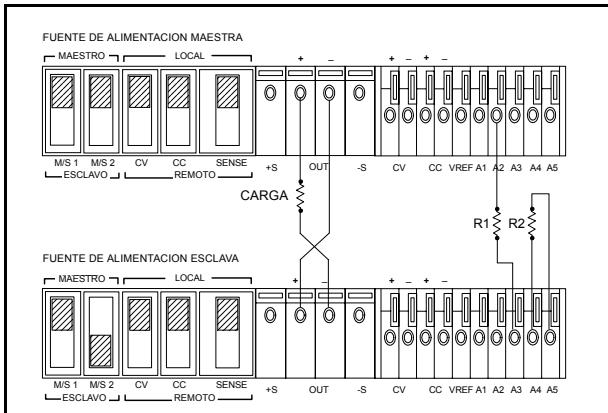 FUENTE DE ALIMENTACION MAESTRA
MAESTRO LOCAL
+ – + – + –
M/S 1 M/S 2 CV CC SENSE +S OUT -S CV CC VREF A1 A2 A3 A4 A5
ESCLAVO REMOTO
CARGA
R1 R2
FUENTE DE ALIMENTACION ESCLAVA
MAESTRO LOCAL
+ – + – + –
M/S 1 M/S 2 CV CC SENSE +S OUT -S CV CC VREF A1 A2 A3 A4 A5
ESCLAVO REMOTO